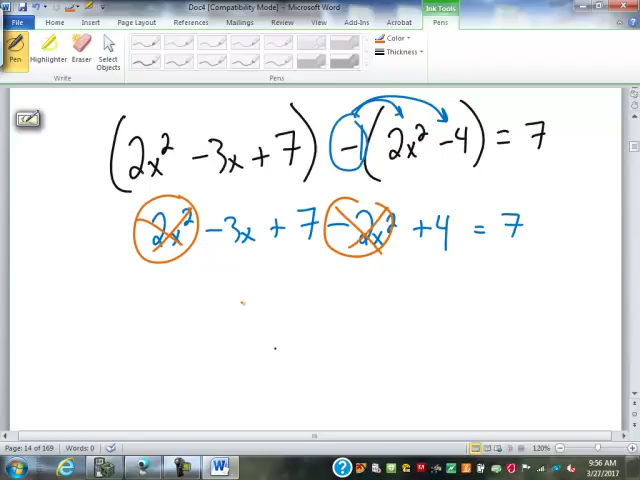 Doc4 [Compatibility Mode] - Microsoft Word
Ink Tools
File Home Insert Page Layout References Mailings Review View Add-Ins Acrobat Pens
Pen Highlighter Eraser Select Objects
Color
Thickness
Write Pens
(2x² - 3x + 7) -1(2x² - 4) = 7
2x² - 3x + 7 - 2x² + 4 = 7
Page: 14 of 169 Words: 0 120%
9:56 AM
3/27/2017